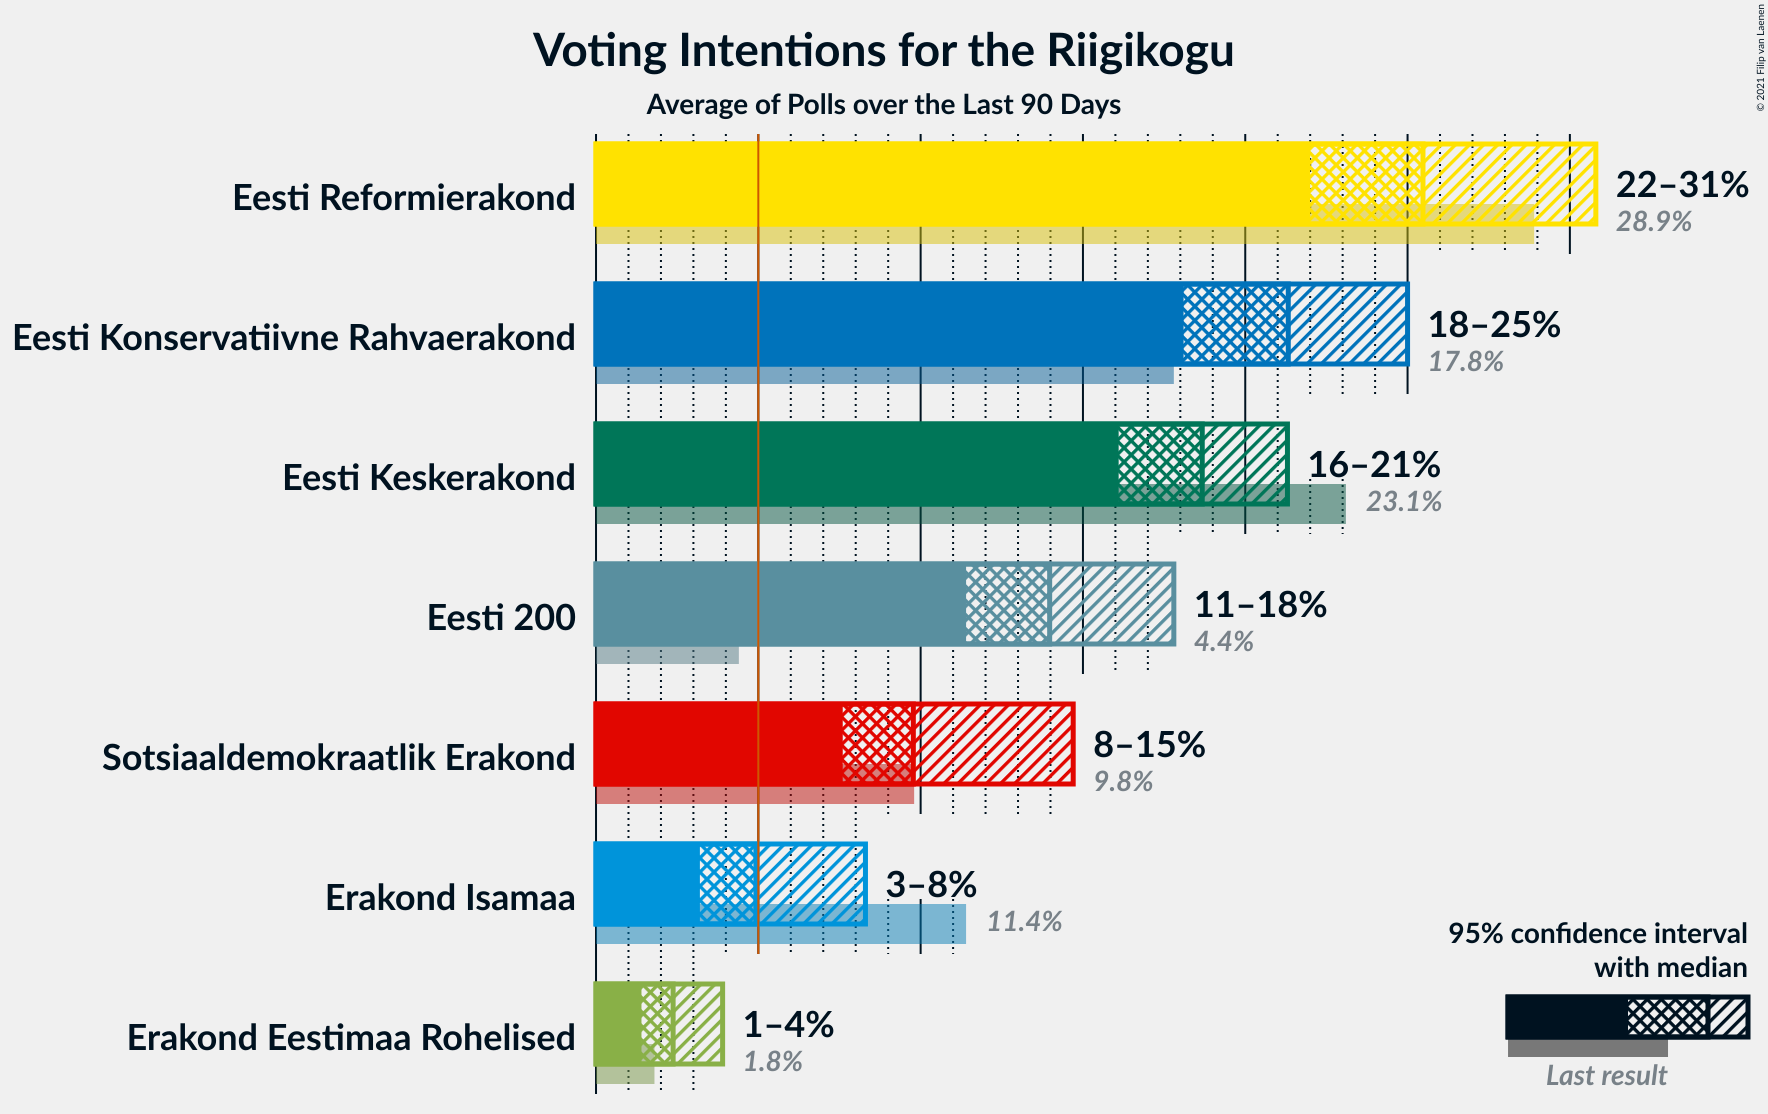 Voting Intentions for the Riigikogu
Average of Polls over the Last 90 Days
© 2021 Filip van Laenen
Eesti Reformierakond
22–31%
28.9%
Eesti Konservatiivne Rahvaerakond
18–25%
17.8%
Eesti Keskerakond
16–21%
23.1%
Eesti 200
11–18%
4.4%
Sotsiaaldemokraatlik Erakond
8–15%
9.8%
Erakond Isamaa
3–8%
11.4%
Erakond Eestimaa Rohelised
1–4%
1.8%
95% confidence interval
with median
Last result